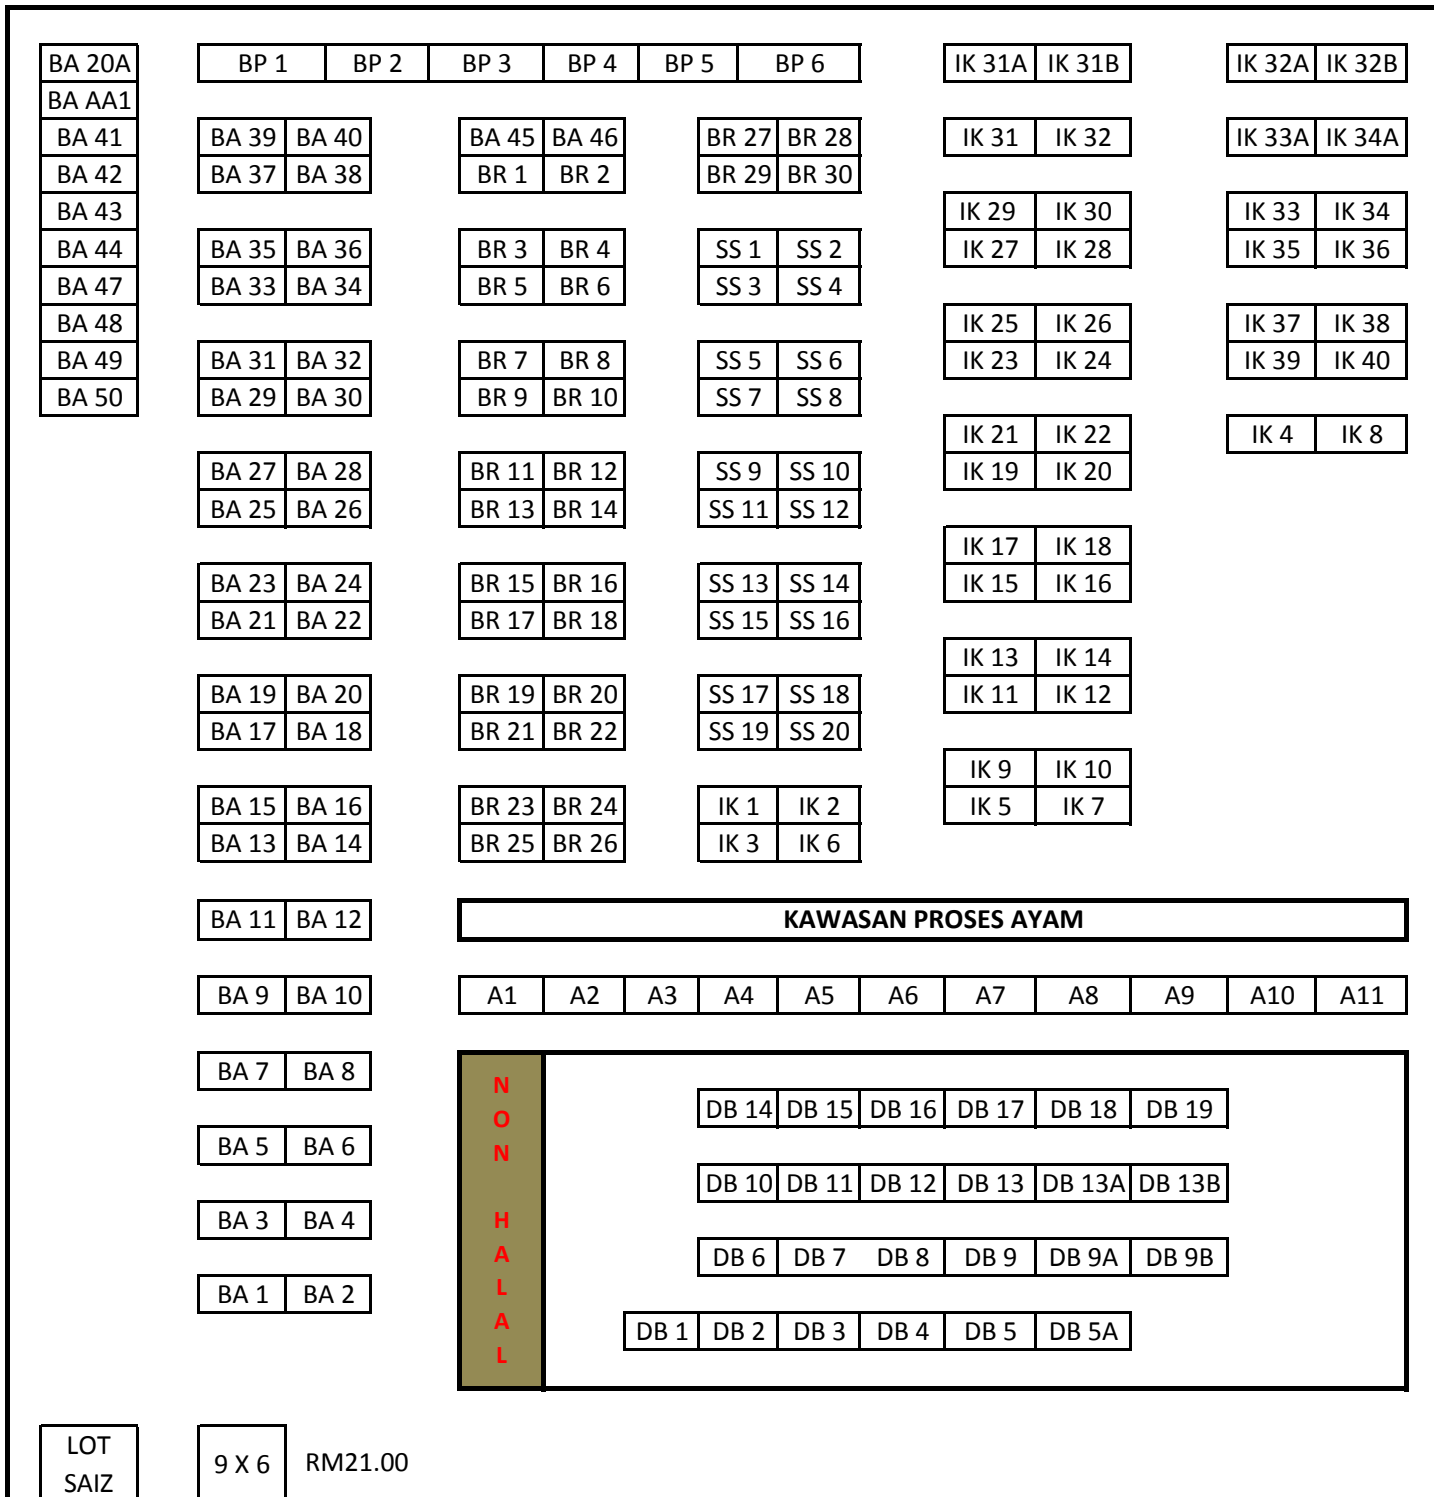 BA 20A BP 1 BP 2 BP 3 BP 4 BP 5 BP 6 IK 31A IK 31B IK 32A IK 32B
BA AA1
BA 41 BA 39 BA 40 BA 45 BA 46 BR 27 BR 28 IK 31 IK 32 IK 33A IK 34A
BA 42 BA 37 BA 38 BR 1 BR 2 BR 29 BR 30
BA 43 IK 29 IK 30 IK 33 IK 34
BA 44 BA 35 BA 36 BR 3 BR 4 SS 1 SS 2 IK 27 IK 28 IK 35 IK 36
BA 47 BA 33 BA 34 BR 5 BR 6 SS 3 SS 4
BA 48 IK 25 IK 26 IK 37 IK 38
BA 49 BA 31 BA 32 BR 7 BR 8 SS 5 SS 6 IK 23 IK 24 IK 39 IK 40
BA 50 BA 29 BA 30 BR 9 BR 10 SS 7 SS 8
IK 21 IK 22 IK 4 IK 8
BA 27 BA 28 BR 11 BR 12 SS 9 SS 10 IK 19 IK 20
BA 25 BA 26 BR 13 BR 14 SS 11 SS 12
IK 17 IK 18
BA 23 BA 24 BR 15 BR 16 SS 13 SS 14 IK 15 IK 16
BA 21 BA 22 BR 17 BR 18 SS 15 SS 16
IK 13 IK 14
BA 19 BA 20 BR 19 BR 20 SS 17 SS 18 IK 11 IK 12
BA 17 BA 18 BR 21 BR 22 SS 19 SS 20
IK 9 IK 10
BA 15 BA 16 BR 23 BR 24 IK 1 IK 2 IK 5 IK 7
BA 13 BA 14 BR 25 BR 26 IK 3 IK 6
BA 11 BA 12 KAWASAN PROSES AYAM
BA 9 BA 10 A1 A2 A3 A4 A5 A6 A7 A8 A9 A10 A11
BA 7 BA 8
NON HALAL
DB 14 DB 15 DB 16 DB 17 DB 18 DB 19
BA 5 BA 6
DB 10 DB 11 DB 12 DB 13 DB 13A DB 13B
BA 3 BA 4
DB 6 DB 7 DB 8 DB 9 DB 9A DB 9B
BA 1 BA 2
DB 1 DB 2 DB 3 DB 4 DB 5 DB 5A
LOT
SAIZ
9 X 6 RM21.00